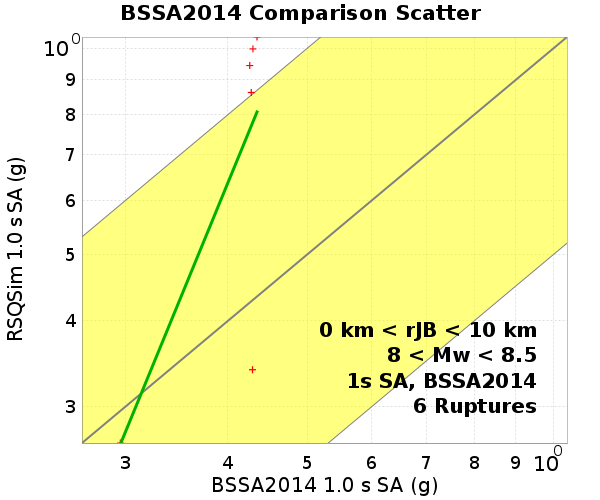 BSSA2014 Comparison Scatter
10⁰
9
8
7
6
5
4
3
RSQSim 1.0 s SA (g)
0 km < rJB < 10 km
8 < Mw < 8.5
1s SA, BSSA2014
6 Ruptures
3 4 5 6 7 8 9 10⁰
BSSA2014 1.0 s SA (g)